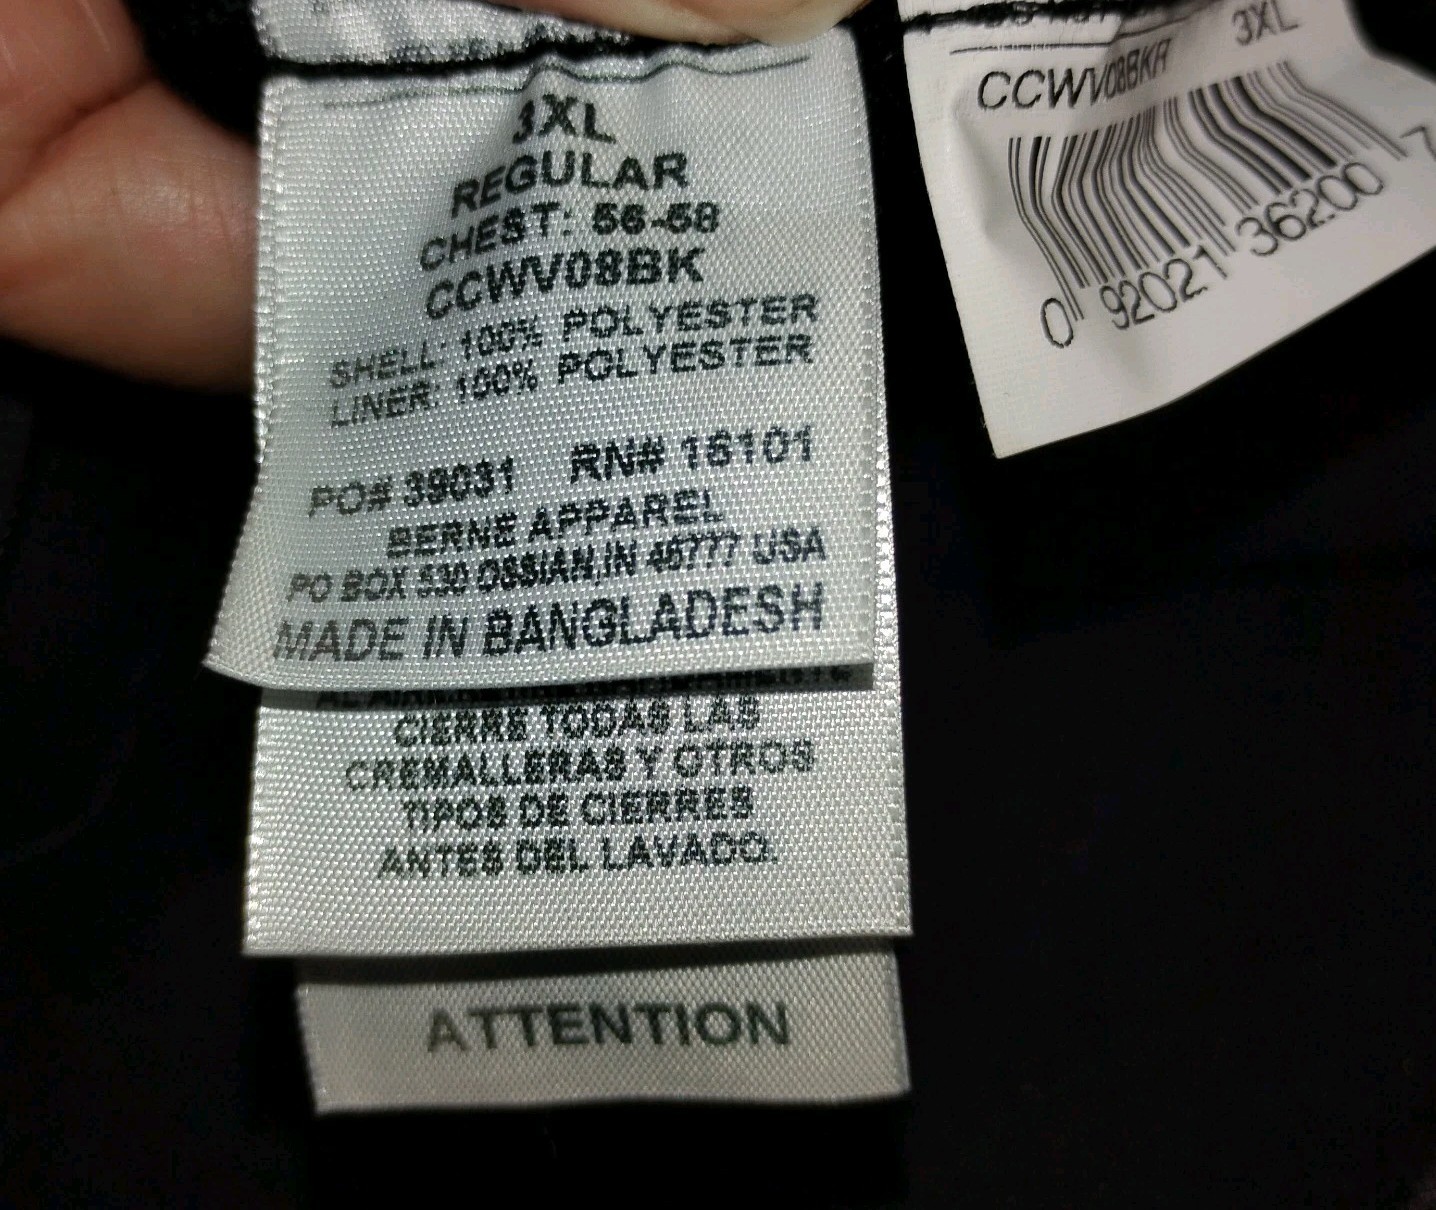 3XL
REGULAR
CHEST: 56-58
CCWV08BK
SHELL: 100% POLYESTER
LINER: 100% POLYESTER
PO# 39031 RN# 16101
BERNE APPAREL
PO BOX 530 OSSIAN,IN 46777 USA
MADE IN BANGLADESH
CIERRE TODAS LAS
CREMALLERAS Y OTROS
TIPOS DE CIERRES
ANTES DEL LAVADO.
ATTENTION
3XL
CCWV08BKR
0 92021 36200 7